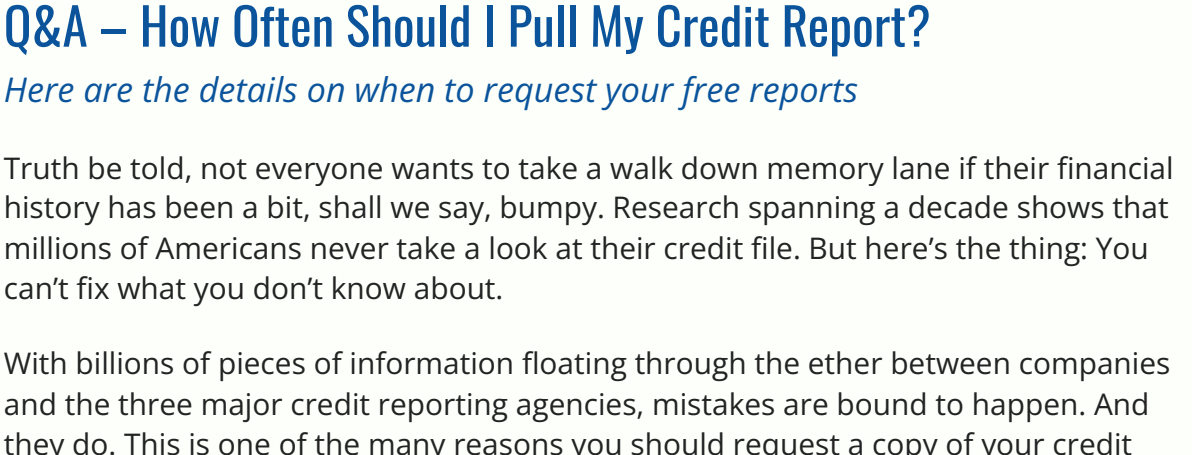 Q&A – How Often Should I Pull My Credit Report?
Here are the details on when to request your free reports
Truth be told, not everyone wants to take a walk down memory lane if their financial
history has been a bit, shall we say, bumpy. Research spanning a decade shows that
millions of Americans never take a look at their credit file. But here’s the thing: You
can’t fix what you don’t know about.
With billions of pieces of information floating through the ether between companies
and the three major credit reporting agencies, mistakes are bound to happen. And
they do. This is one of the many reasons you should request a copy of your credit